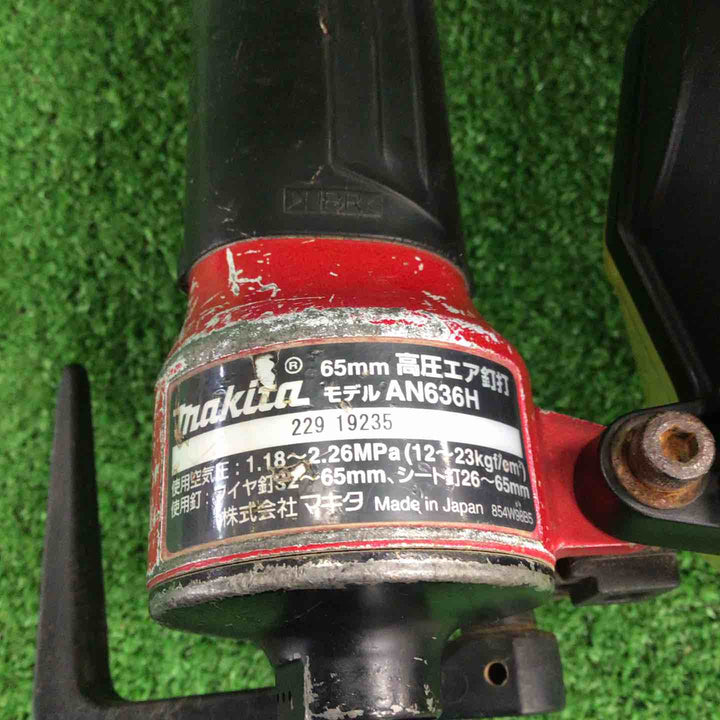 65mm 高圧エア釘打
makita® モデル AN636H
229 19235
使用空気圧：1.18～2.26MPa(12～23kgf/cm²)
使用釘：ワイヤ釘32～65mm、シート釘26～65mm
株式会社 マキタ Made in Japan 854W98B5